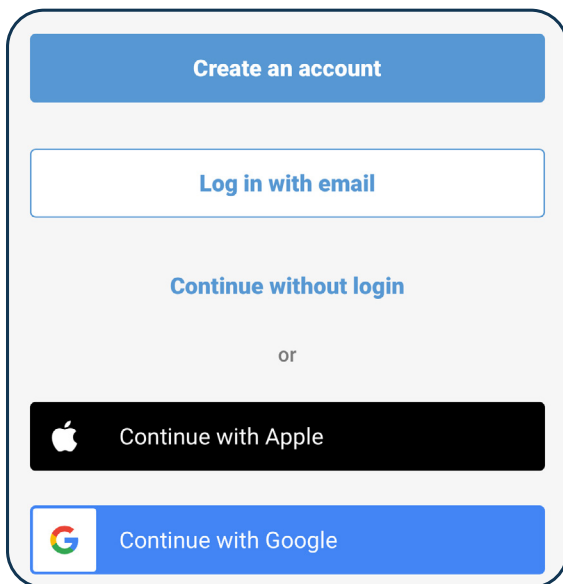 Create an account
Log in with email
Continue without login
or
Continue with Apple
Continue with Google